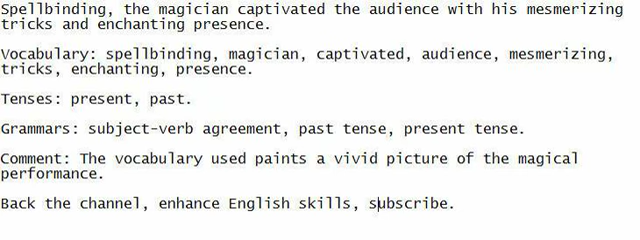 Spellbinding, the magician captivated the audience with his mesmerizing
tricks and enchanting presence.
Vocabulary: spellbinding, magician, captivated, audience, mesmerizing,
tricks, enchanting, presence.
Tenses: present, past.
Grammars: subject-verb agreement, past tense, present tense.
Comment: The vocabulary used paints a vivid picture of the magical
performance.
Back the channel, enhance English skills, subscribe.